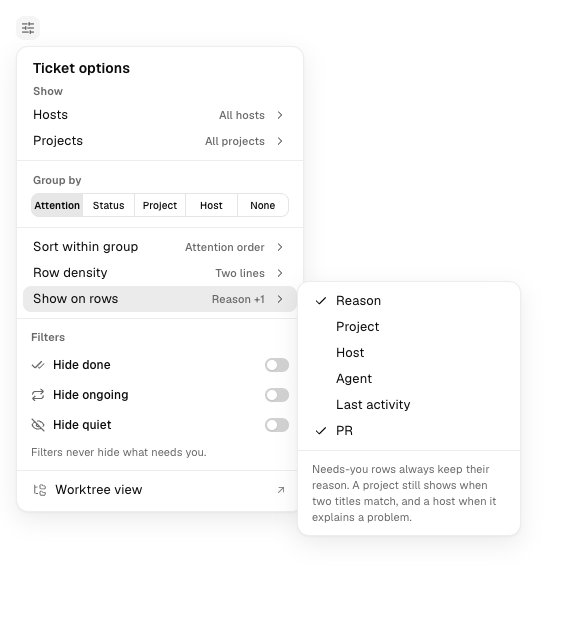 Ticket options
Show
Hosts All hosts
Projects All projects
Group by
Attention Status Project Host None
Sort within group Attention order
Row density Two lines
Show on rows Reason +1
Filters
Hide done
Hide ongoing
Hide quiet
Filters never hide what needs you.
Worktree view
Reason
Project
Host
Agent
Last activity
PR
Needs-you rows always keep their
reason. A project still shows when
two titles match, and a host when it
explains a problem.